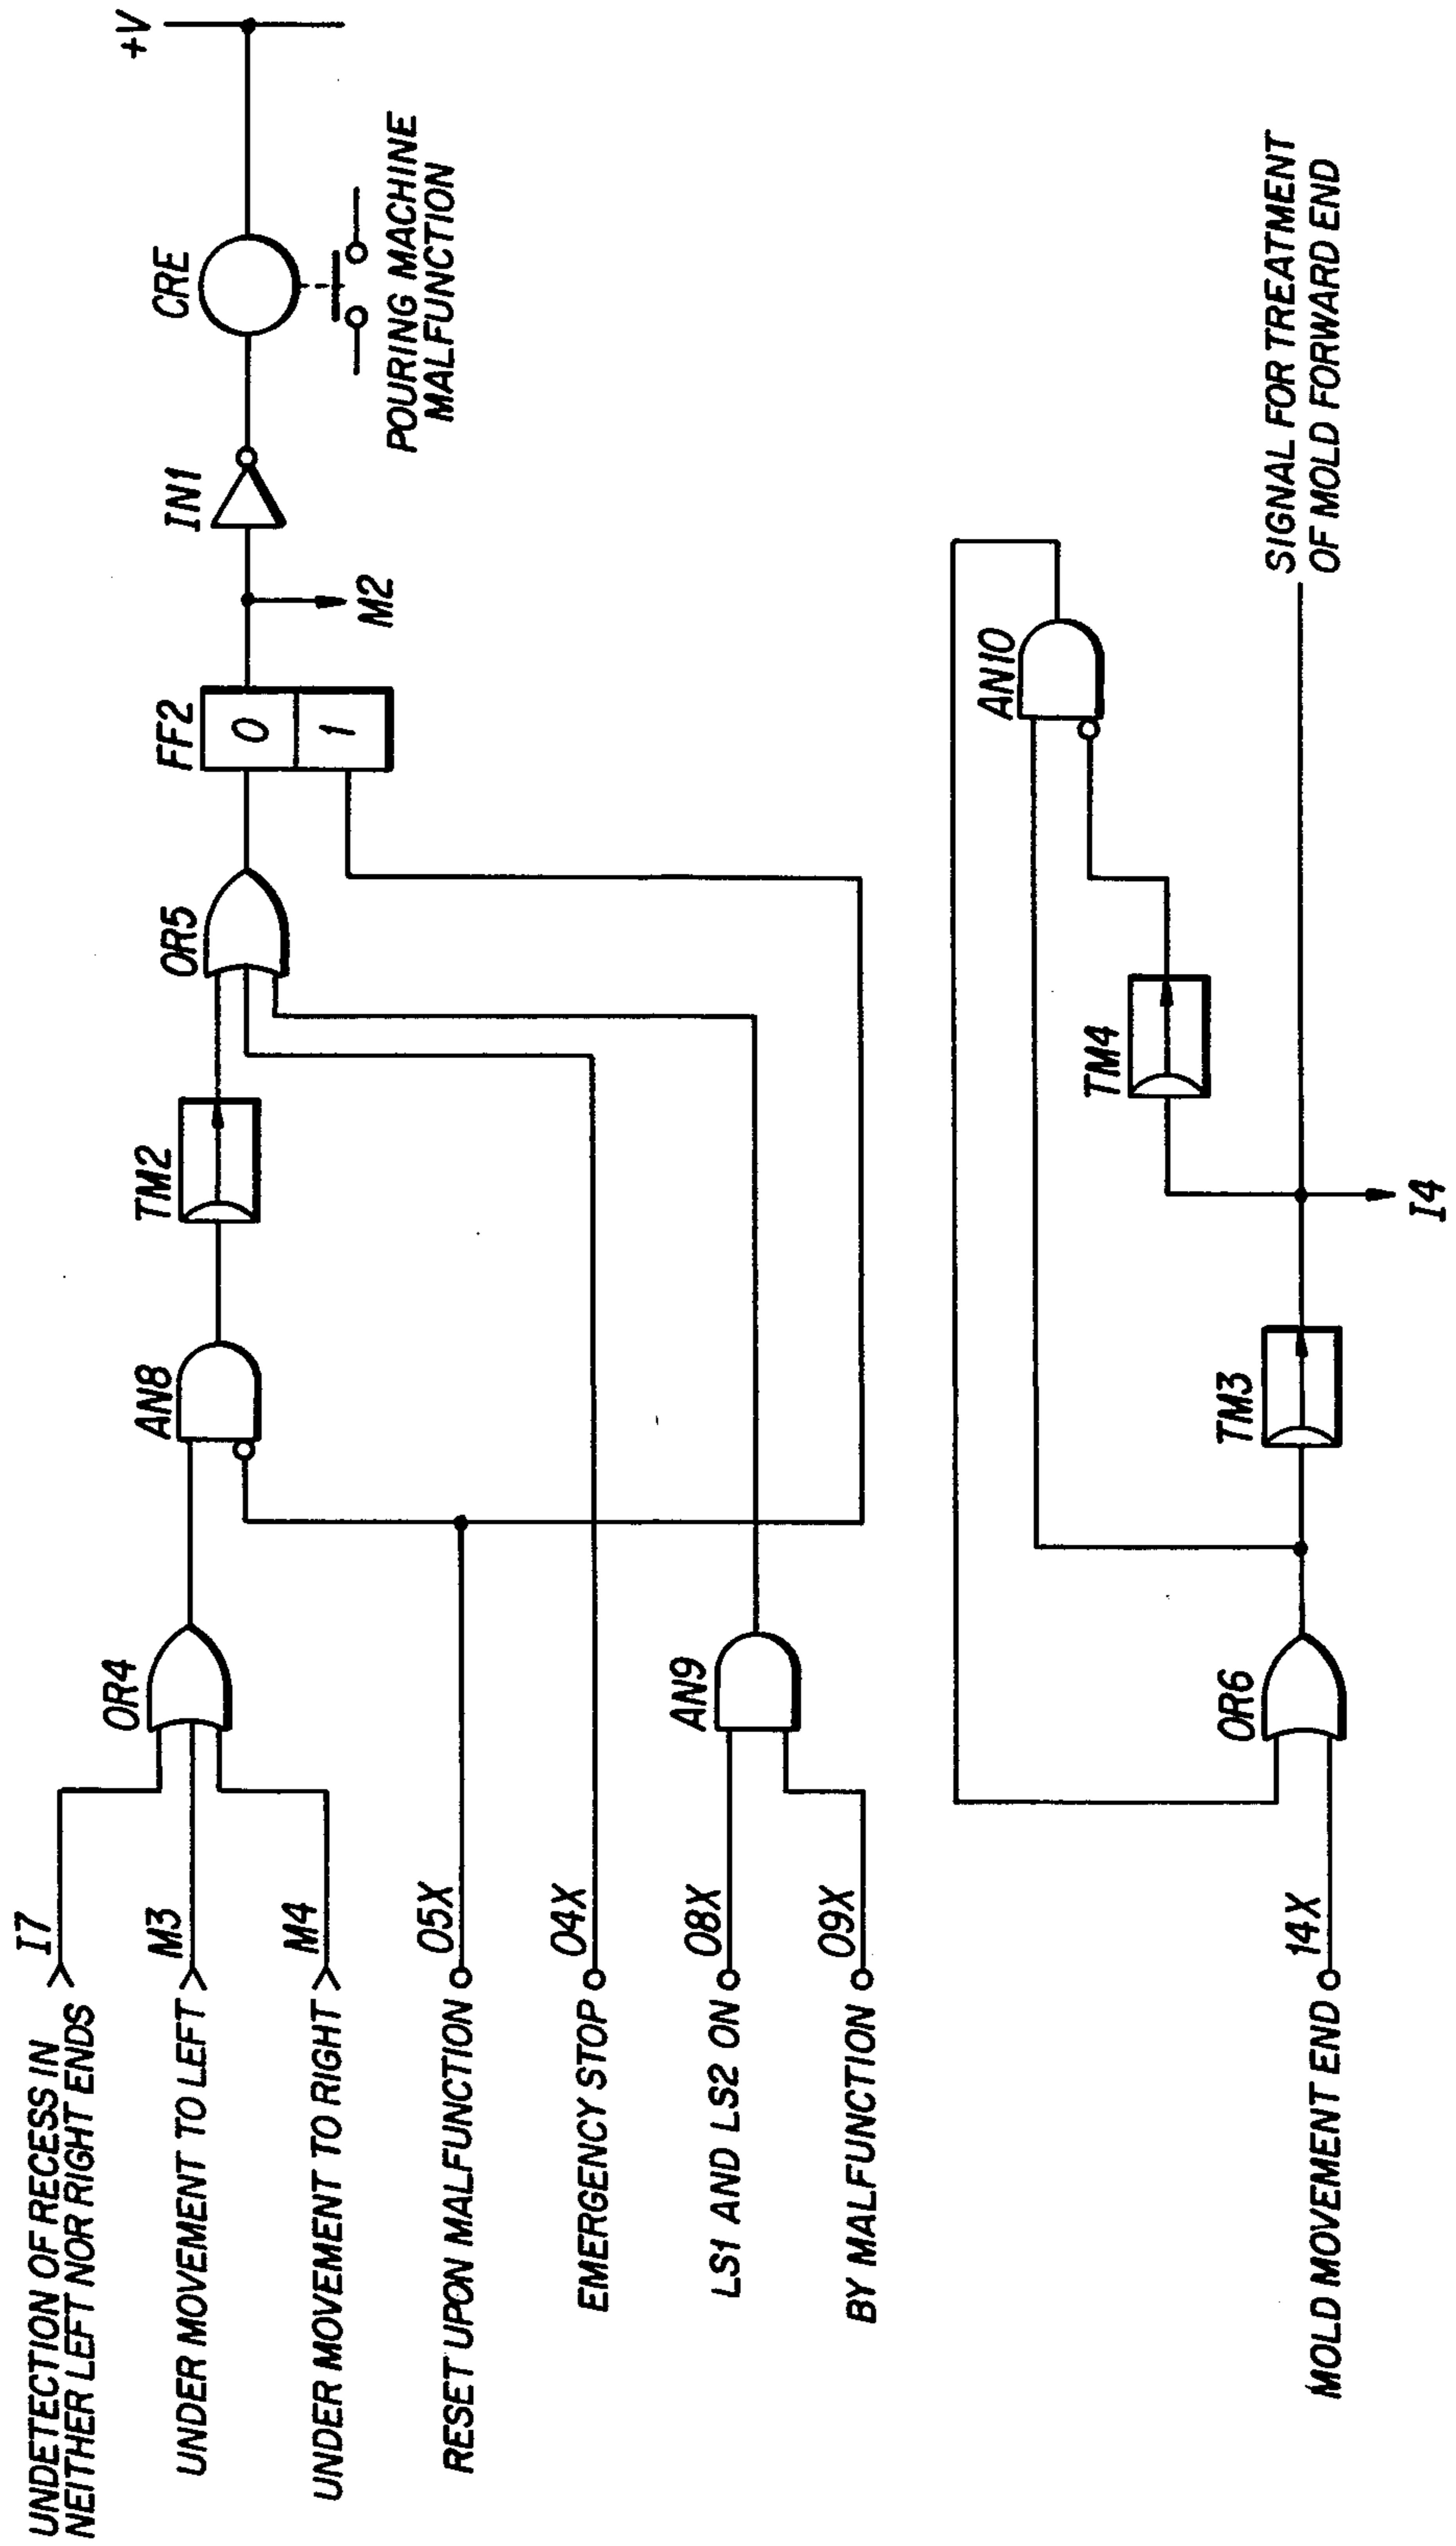 UNDETECTION OF RECESS IN
NEITHER LEFT NOR RIGHT ENDS
I7
UNDER MOVEMENT TO LEFT
M3
UNDER MOVEMENT TO RIGHT
M4
OR4
AN8
TM2
OR5
FF2
0
1
M2
IN1
CRE
+V
POURING MACHINE
MALFUNCTION
RESET UPON MALFUNCTION
05X
EMERGENCY STOP
04X
LS1 AND LS2 ON
08X
BY MALFUNCTION
09X
AN9
MOLD MOVEMENT END
14X
OR6
TM3
I4
TM4
AN10
SIGNAL FOR TREATMENT
OF MOLD FORWARD END